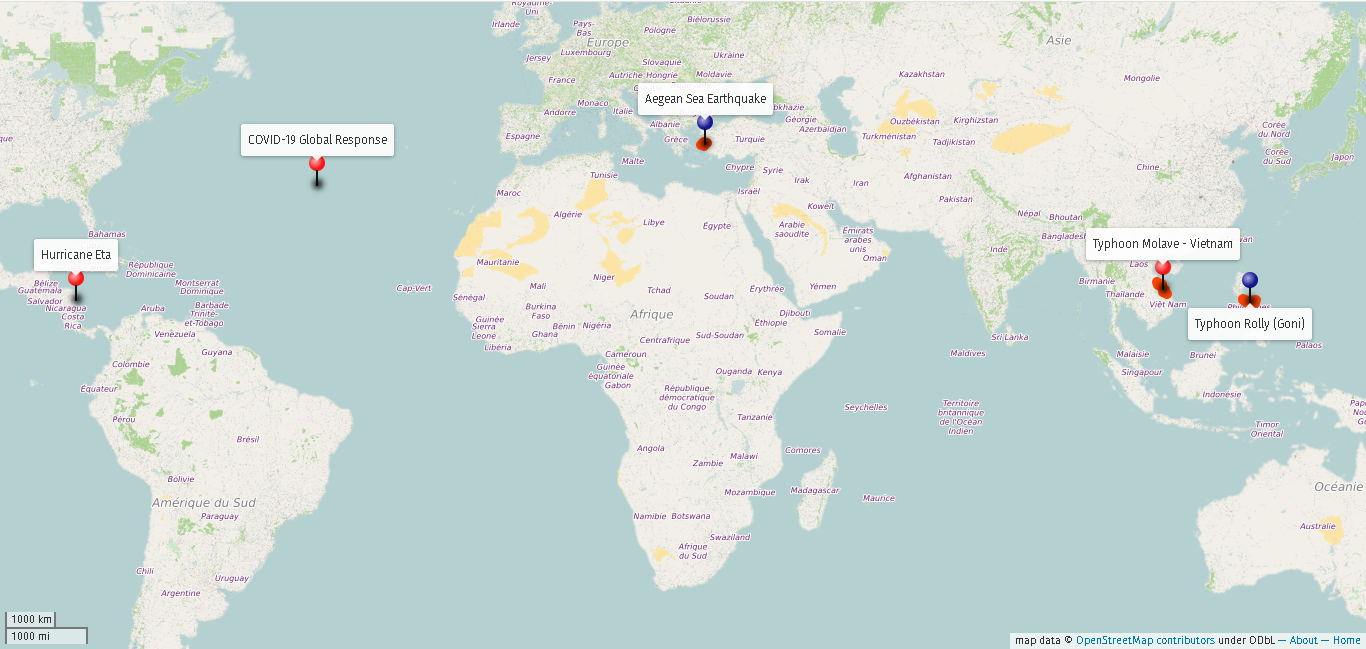 Royaume-
Uni
Irlande
Pays-
Bas
Biélorussie
Pologne
Europe
Jersey
Luxembourg
Slovaquie
Ukraine
Asie
France
Autriche Hongrie
Moldavie
Kazakhstan
Mongolie
Aegean Sea Earthquake
Andorre
Monaco
Italie
Albanie
Géorgie
Azerbaïdjan
Ouzbékistan
Kirghizistan
Corée
du Nord
COVID-19 Global Response
Espagne
Grèce
Turquie
Turkménistan
Tadjikistan
Corée
du Sud
Japon
Malte
Tunisie
Chypre
Syrie
Irak
Iran
Afghanistan
Chine
Maroc
Israël
Pakistan
Algérie
Libye
Egypte
Koweït
Arabie
saoudite
Népal
Bhoutan
Bahamas
Émirats
arabes
unis
Oman
Inde
Typhoon Molave - Vietnam
Hurricane Eta
République
Dominicaine
Mauritanie
Niger
Laos
Bélize
Guatemala
Salvador
Nicaragua
Costa
Rica
Montserrat
Dominique
Cap-Vert
Mali
Tchad
Soudan
Erythrée
Yémen
Birmanie
Thaïlande
Viêt Nam
Aruba
Barbade
Trinité-
et-Tobago
Sénégal
Burkina
Faso
Djibouti
Afrique
Éthiopie
Guinée
Sierra
Leone
Libéria
Ghana
Bénin
Nigéria
Centrafrique
Sud-Soudan
Somalie
Typhoon Rolly (Goni)
Venezuela
Guyana
Cameroun
Sri Lanka
Maldives
Malaisie
Brunei
Palaos
Colombie
Guinée
équatoriale
Gabon
Ouganda
Kenya
Singapour
Équateur
République
démocratique
du Congo
Indonésie
Pérou
Tanzanie
Seychelles
Territoire
britannique
de l'Océan
Indien
Timor
Oriental
Brésil
Angola
Zambie
Malawi
Comores
Bolivie
Mozambique
Madagascar
Maurice
Océanie
Amérique du Sud
Paraguay
Namibie
Botswana
Australie
Swaziland
Afrique
du Sud
Chili
Uruguay
Argentine
1000 km
1000 mi
map data © OpenStreetMap contributors under ODbL — About — Home